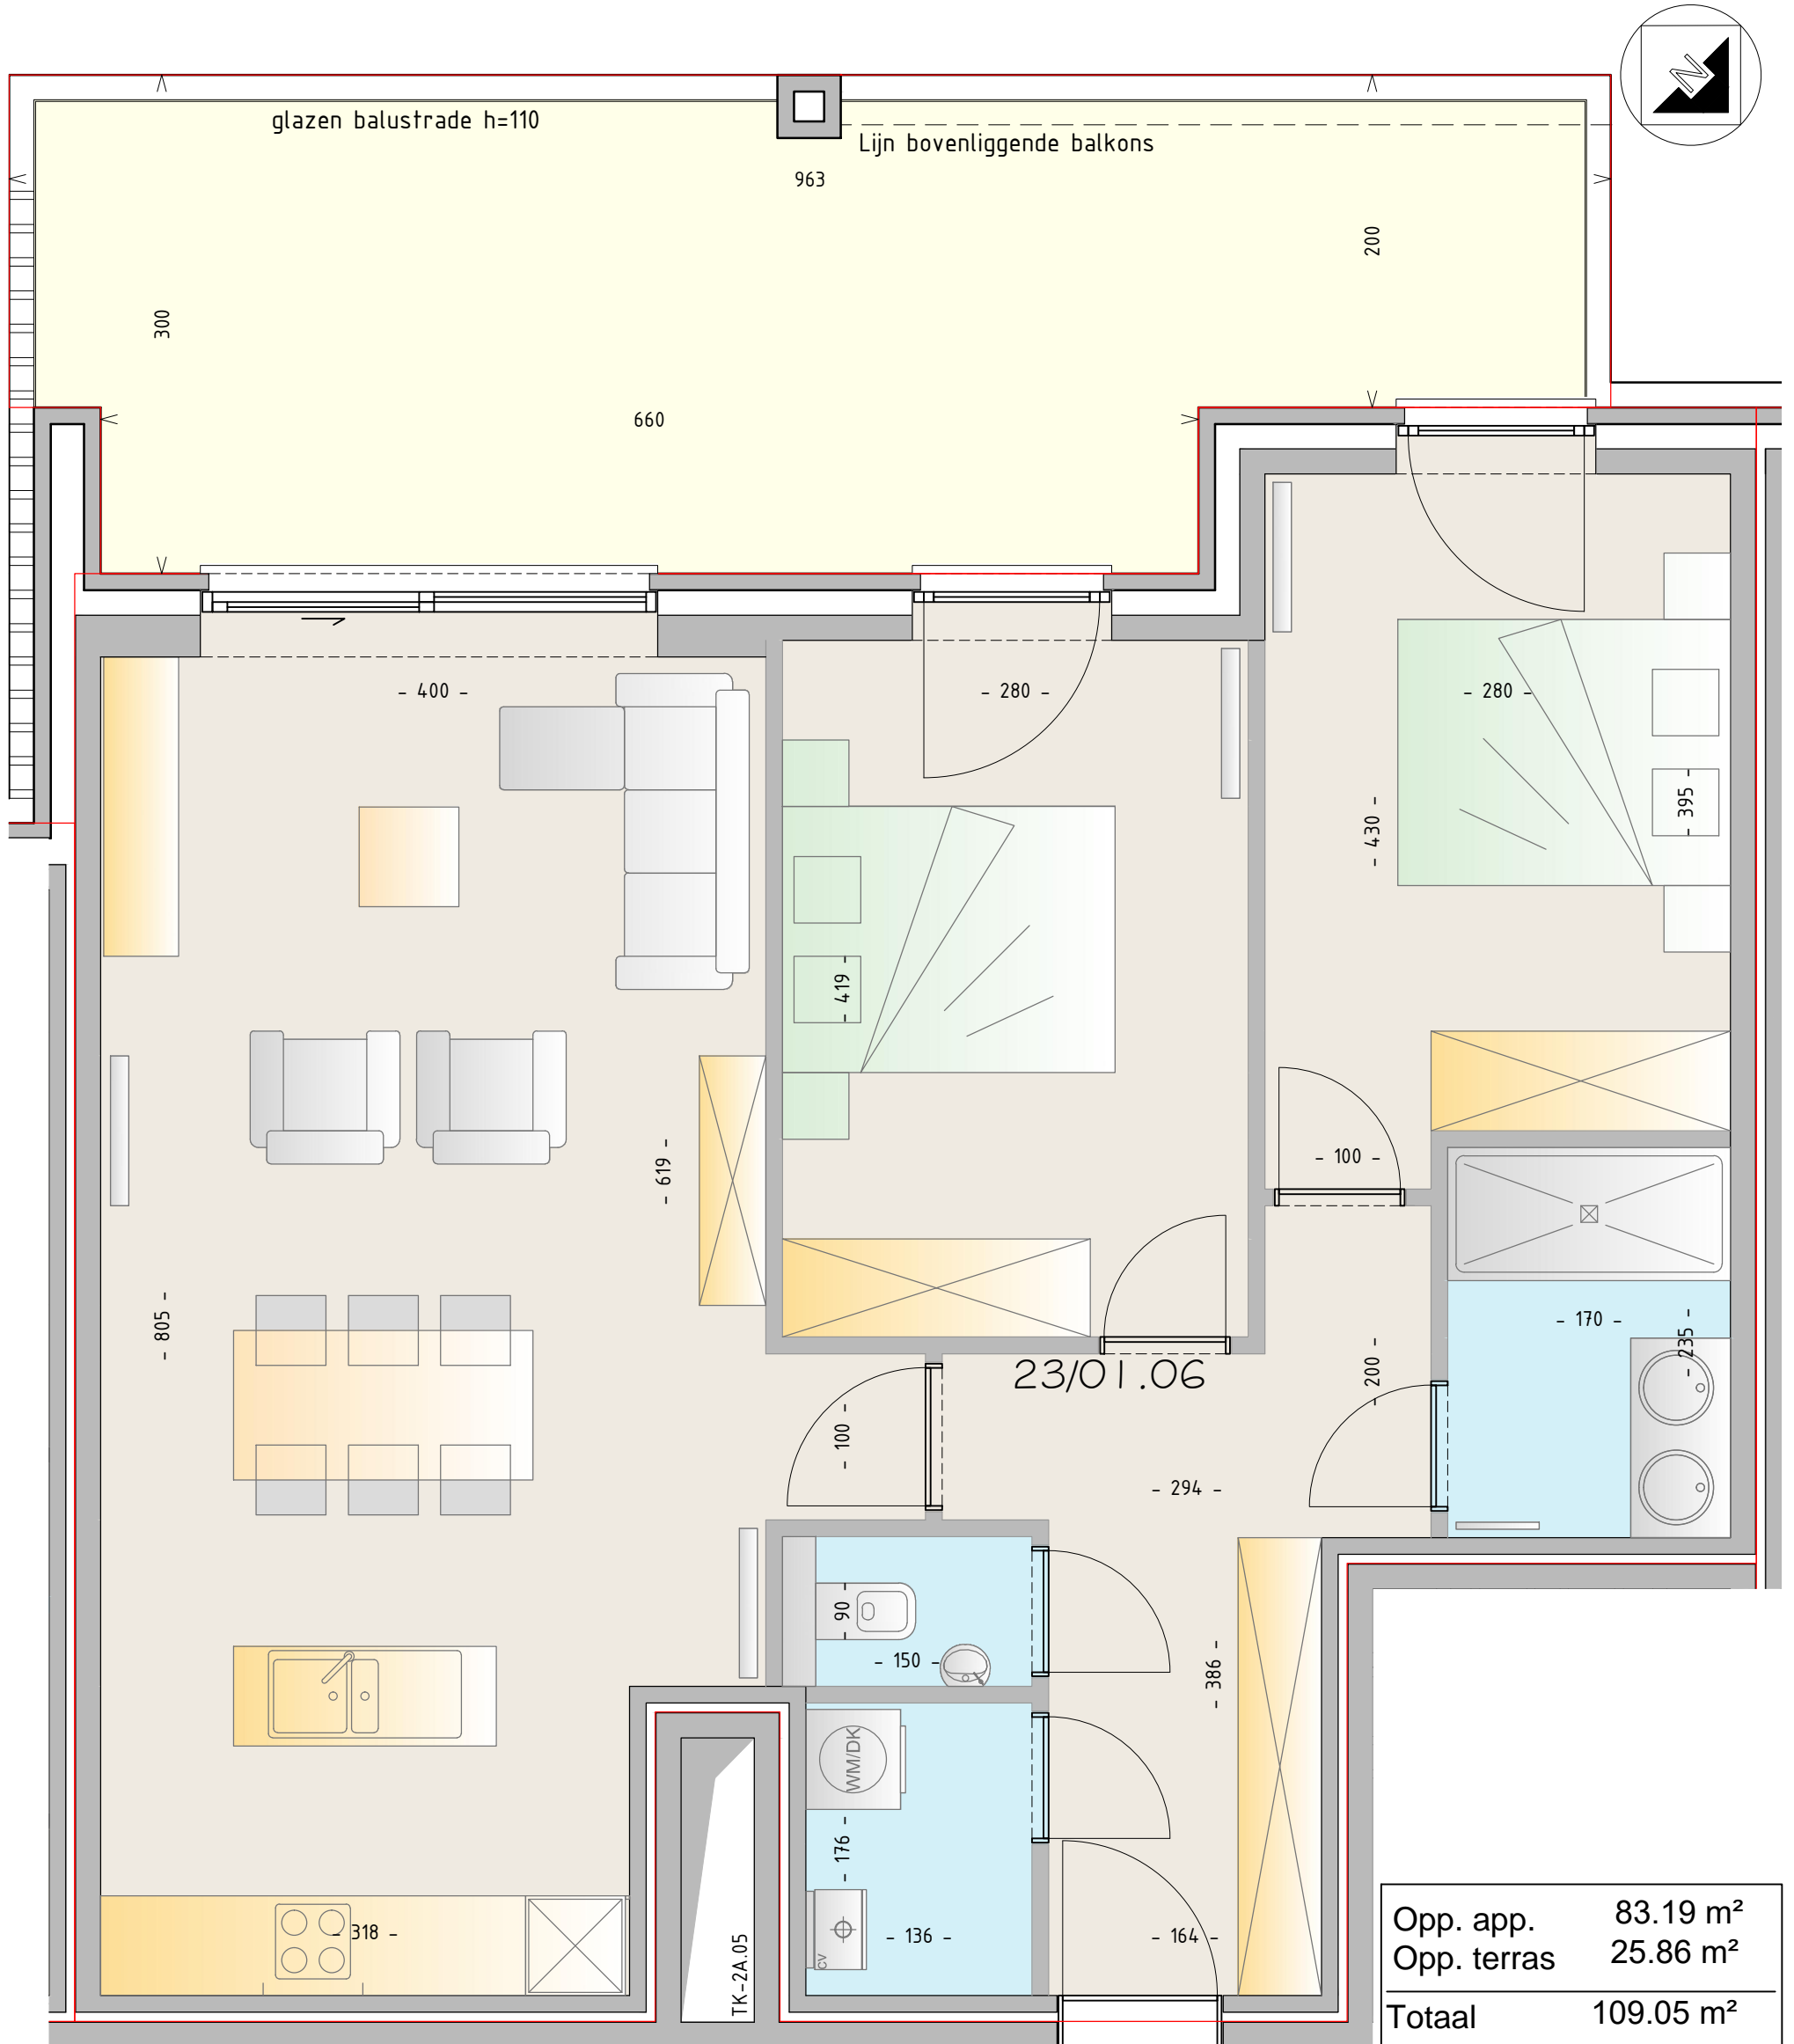 N
glazen balustrade h=110
Lijn bovenliggende balkons
963
200
300
660
- 400 -
- 280 -
- 280 -
- 430 -
- 395 -
- 419 -
- 619 -
- 100 -
- 805 -
- 170 -
- 235 -
23/01.06
- 200 -
- 100 -
- 294 -
- 90 -
- 150 -
- 386 -
WM/DK
- 176 -
- 318 -
TK-2A.05
CV
- 136 -
- 164 -
Opp. app. 83.19 m²
Opp. terras 25.86 m²
Totaal 109.05 m²